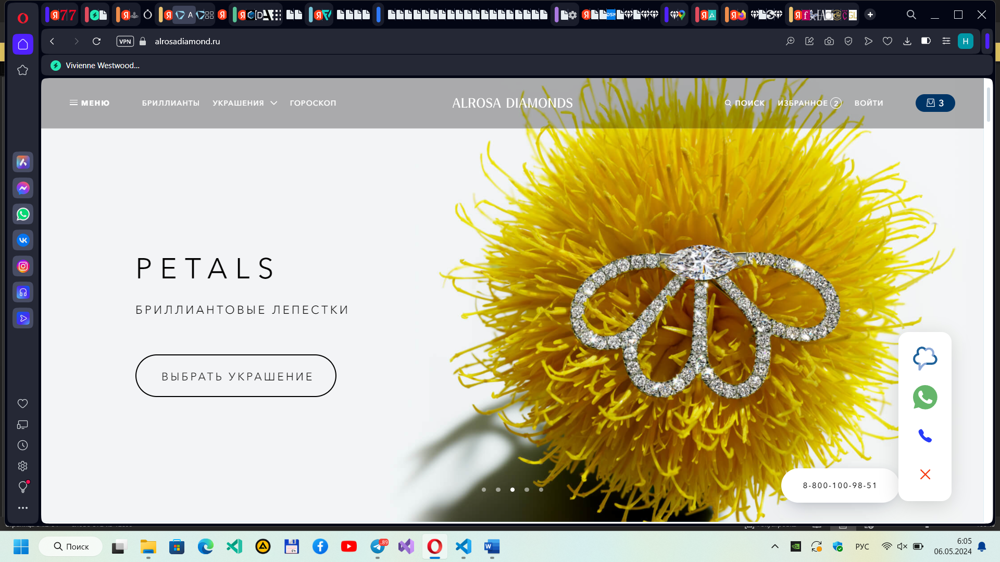 VPN
alrosadiamond.ru
H
Vivienne Westwood...
МЕНЮ
БРИЛЛИАНТЫ
УКРАШЕНИЯ
ГОРОСКОП
ALROSA DIAMONDS
ПОИСК
ИЗБРАННОЕ 2
ВОЙТИ
3
PETALS
БРИЛЛИАНТОВЫЕ ЛЕПЕСТКИ
ВЫБРАТЬ УКРАШЕНИЕ
8-800-100-98-51
Поиск
..89
РУС
6:05
06.05.2024